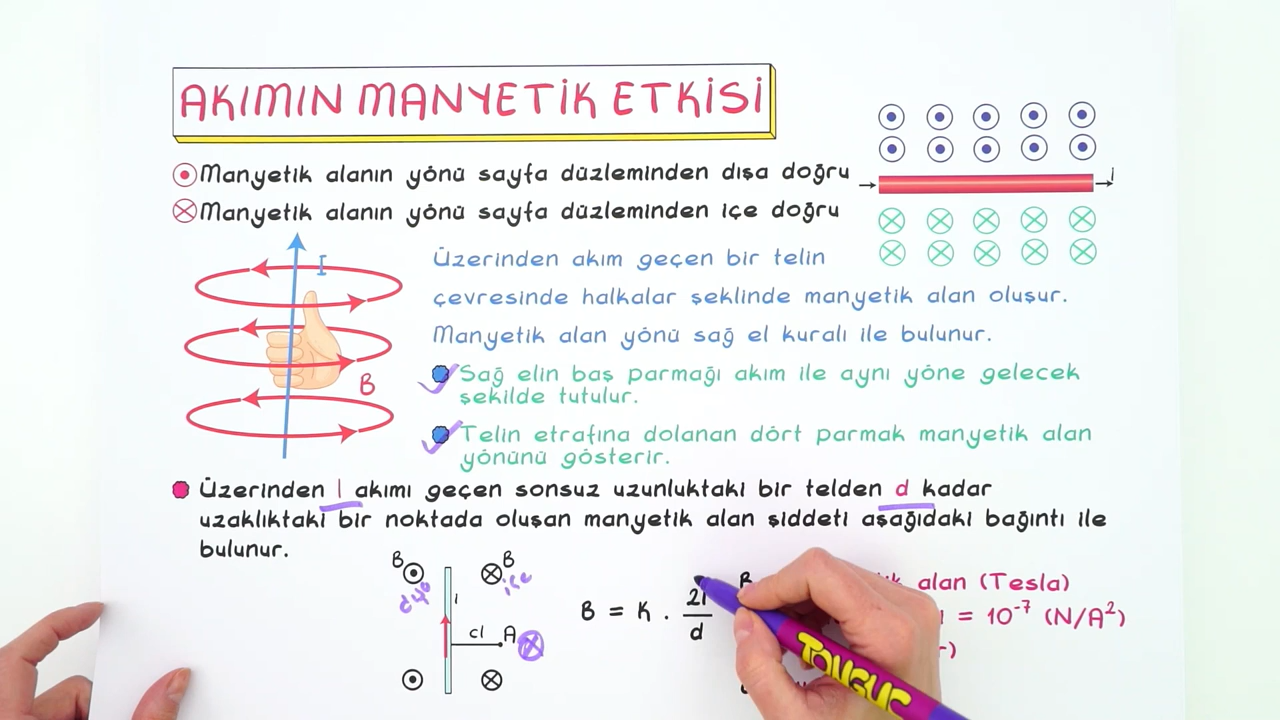 AKIMIN MANYETİK ETKİSİ
Manyetik alanın yönü sayfa düzleminden dışa doğru
Manyetik alanın yönü sayfa düzleminden içe doğru
i
I
B
Üzerinden akım geçen bir telin
çevresinde halkalar şeklinde manyetik alan oluşur.
Manyetik alan yönü sağ el kuralı ile bulunur.
Sağ elin baş parmağı akım ile aynı yöne gelecek
şekilde tutulur.
Telin etrafına dolanan dört parmak manyetik alan
yönünü gösterir.
Üzerinden I akımı geçen sonsuz uzunluktaki bir telden d kadar
uzaklıktaki bir noktada oluşan manyetik alan şiddeti aşağıdaki bağıntı ile
bulunur.
B
B
dışa
içe
I
d A
B = K . 2I / d
B
alan (Tesla)
= 10⁻⁷ (N/A²)
TONGUÇ